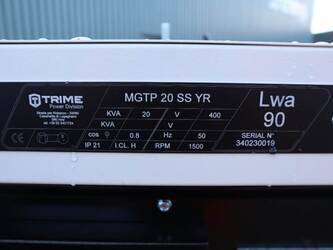 TRIME
Power Division
MGTP 20 SS YR
Lwa
90
KVA 20 V 400
KVA V
cos φ 0.8 Hz 50
IP 21 I.CL. H RPM 1500
SERIAL N°
340230019